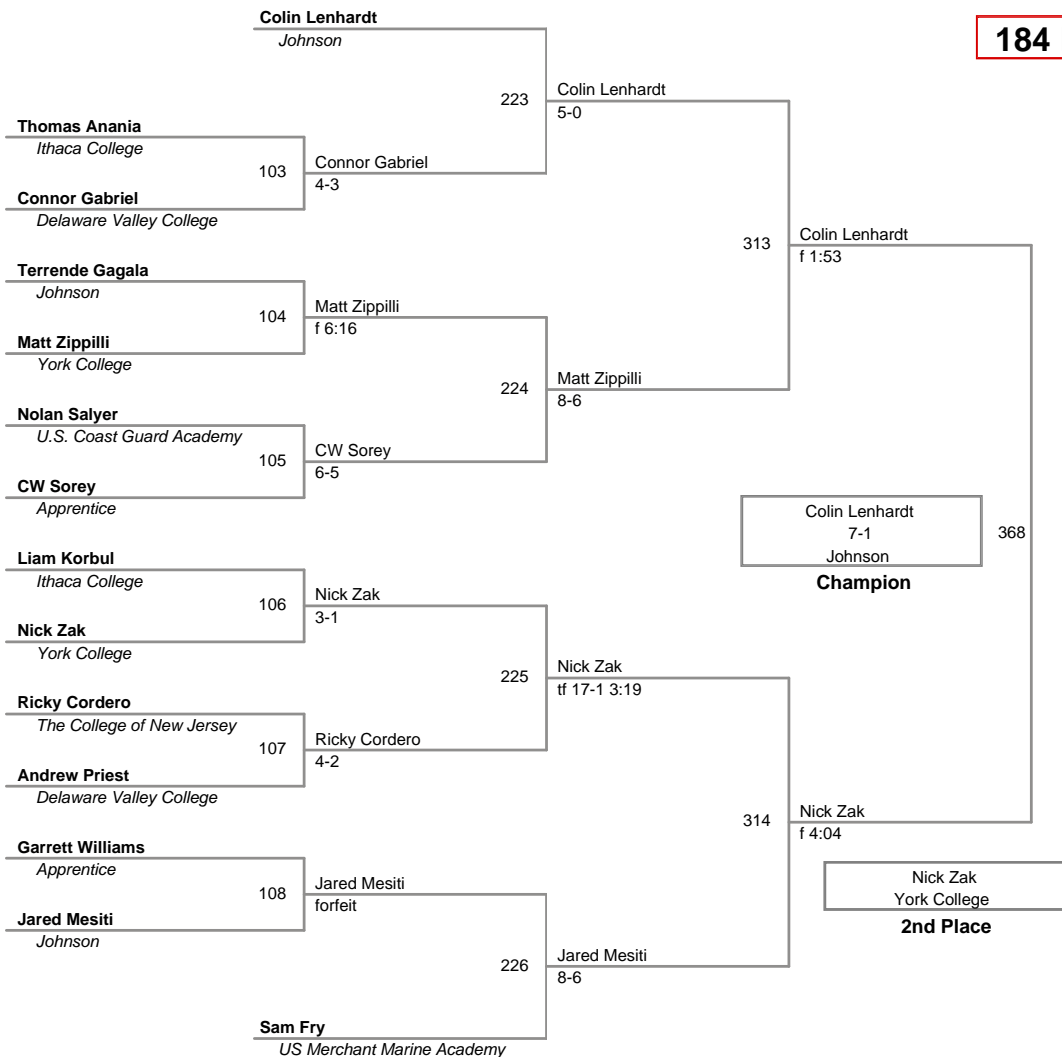 Colin Lenhardt
Johnson
184
223
Colin Lenhardt
5-0
Thomas Anania
Ithaca College
103
Connor Gabriel
4-3
Connor Gabriel
Delaware Valley College
313
Colin Lenhardt
f 1:53
Terrende Gagala
Johnson
104
Matt Zippilli
f 6:16
Matt Zippilli
York College
224
Matt Zippilli
8-6
Nolan Salyer
U.S. Coast Guard Academy
105
CW Sorey
6-5
CW Sorey
Apprentice
Colin Lenhardt
7-1
Johnson
368
Champion
Liam Korbul
Ithaca College
106
Nick Zak
3-1
Nick Zak
York College
225
Nick Zak
tf 17-1 3:19
Ricky Cordero
The College of New Jersey
107
Ricky Cordero
4-2
Andrew Priest
Delaware Valley College
314
Nick Zak
f 4:04
Garrett Williams
Apprentice
108
Jared Mesiti
forfeit
Jared Mesiti
Johnson
Nick Zak
York College
2nd Place
226
Jared Mesiti
8-6
Sam Fry
US Merchant Marine Academy